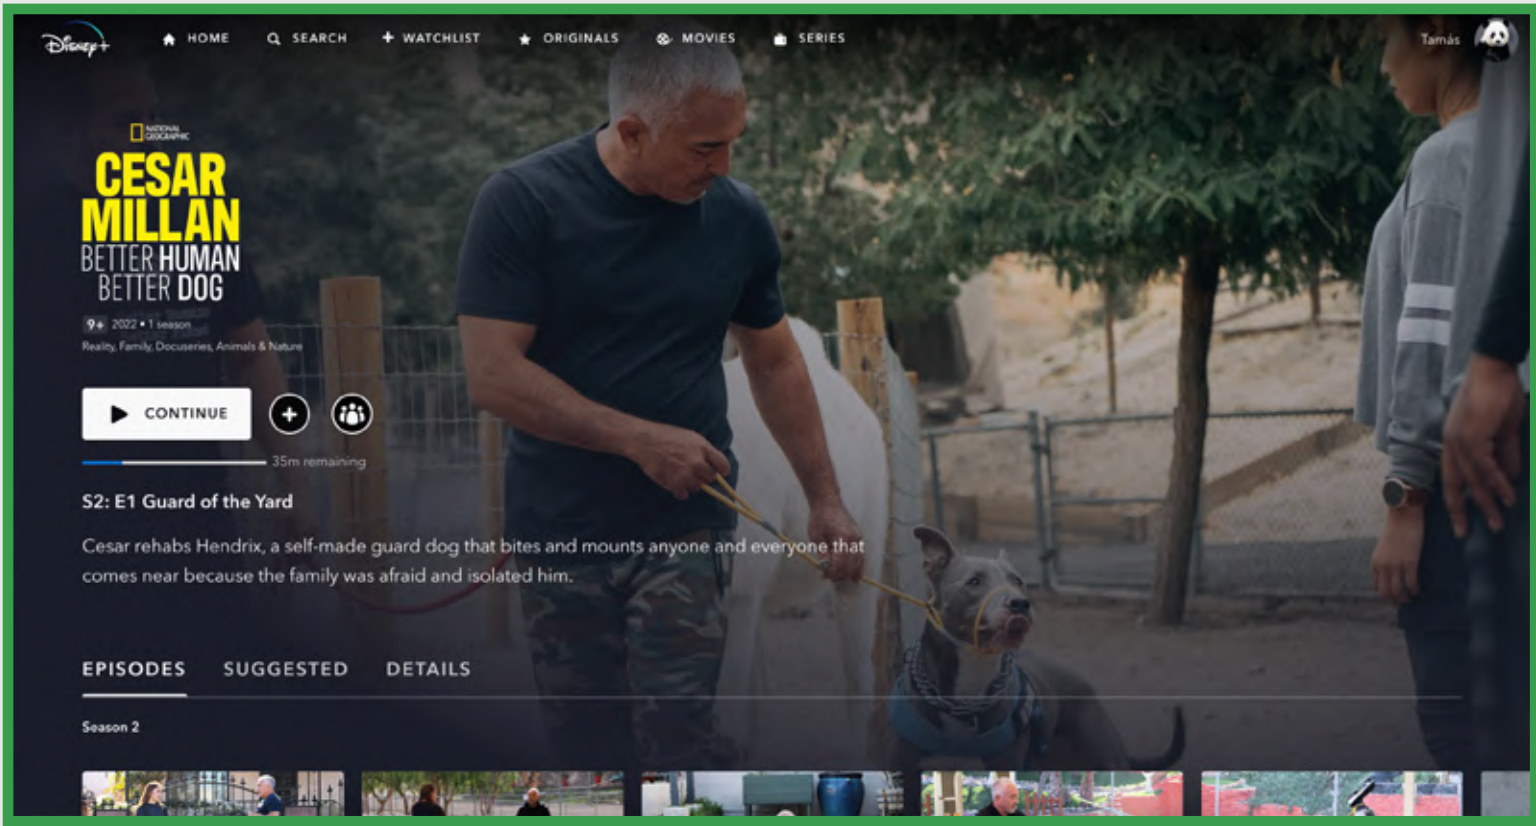 Disney+
HOME
SEARCH
WATCHLIST
ORIGINALS
MOVIES
SERIES
Tamás
NATIONAL
GEOGRAPHIC
CESAR
MILLAN
BETTER HUMAN
BETTER DOG
9+ 2022 • 1 season
Reality, Family, Docuseries, Animals & Nature
CONTINUE
35m remaining
S2: E1 Guard of the Yard
Cesar rehabs Hendrix, a self-made guard dog that bites and mounts anyone and everyone that
comes near because the family was afraid and isolated him.
EPISODES
SUGGESTED
DETAILS
Season 2